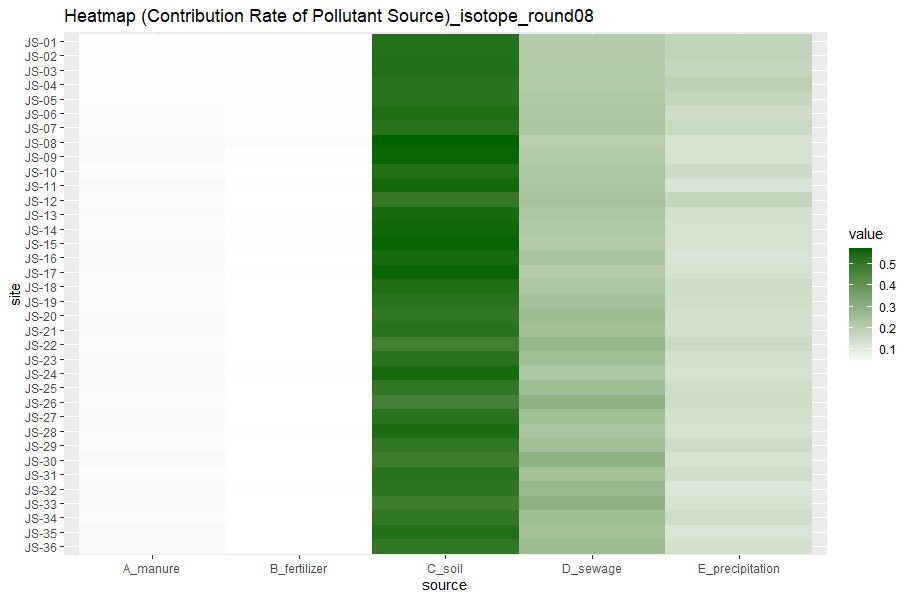 Heatmap (Contribution Rate of Pollutant Source)_isotope_round08
JS-01
JS-02
JS-03
JS-04
JS-05
JS-06
JS-07
JS-08
JS-09
JS-10
JS-11
JS-12
JS-13
JS-14
JS-15
JS-16
JS-17
JS-18
JS-19
JS-20
JS-21
JS-22
JS-23
JS-24
JS-25
JS-26
JS-27
JS-28
JS-29
JS-30
JS-31
JS-32
JS-33
JS-34
JS-35
JS-36
site
A_manure B_fertilizer C_soil D_sewage E_precipitation
source
value
0.5
0.4
0.3
0.2
0.1